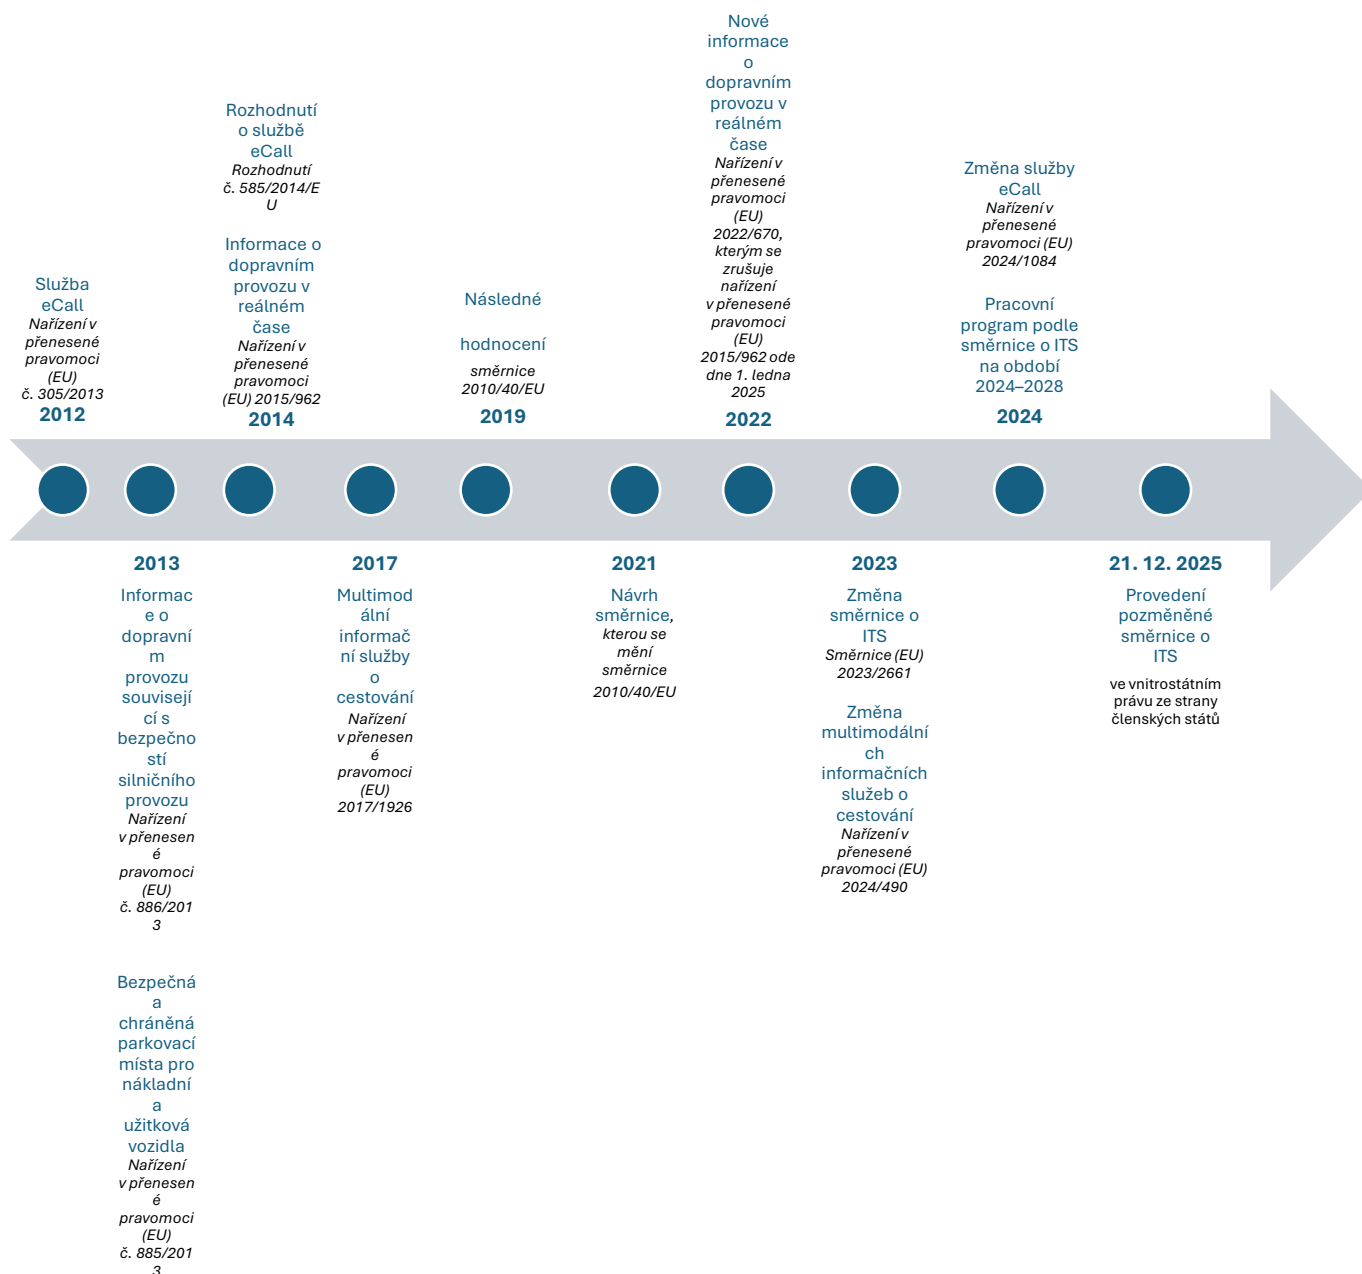 Služba
eCall
Nařízení v
přenesené
pravomoci
(EU)
č. 305/2013
2012
Rozhodnutí
o službě
eCall
Rozhodnutí
č. 585/2014/E
U
Informace o
dopravním
provozu v
reálném
čase
Nařízení v
přenesené
pravomoci
(EU) 2015/962
2014
Následné
hodnocení
směrnice
2010/40/EU
2019
Nové
informace
o
dopravním
provozu v
reálném
čase
Nařízení v
přenesené
pravomoci
(EU)
2022/670,
kterým se
zrušuje
nařízení
v přenesené
pravomoci
(EU)
2015/962 ode
dne 1. ledna
2025
2022
Změna služby
eCall
Nařízení v
přenesené
pravomoci (EU)
2024/1084
Pracovní
program podle
směrnice o ITS
na období
2024–2028
2024
2013
Informac
e o
dopravní
m
provozu
souvisejí
cí s
bezpečno
stí
silničního
provozu
Nařízení
v přenesen
é
pravomoci
(EU)
č. 886/201
3
Bezpečná
a
chráněná
parkovací
místa pro
nákladní
a
užitková
vozidla
Nařízení
v přenesen
é
pravomoci
(EU)
č. 885/201
3
2017
Multimod
ální
informač
ní služby
o
cestování
Nařízení
v přenesen
é
pravomoci
(EU)
2017/1926
2021
Návrh
směrnice,
kterou se
mění
směrnice
2010/40/EU
2023
Změna
směrnice o
ITS
Směrnice (EU)
2023/2661
Změna
multimodální
ch
informačních
služeb o
cestování
Nařízení v
přenesené
pravomoci (EU)
2024/490
21. 12. 2025
Provedení
pozměněné
směrnice o
ITS
ve vnitrostátním
právu ze strany
členských států